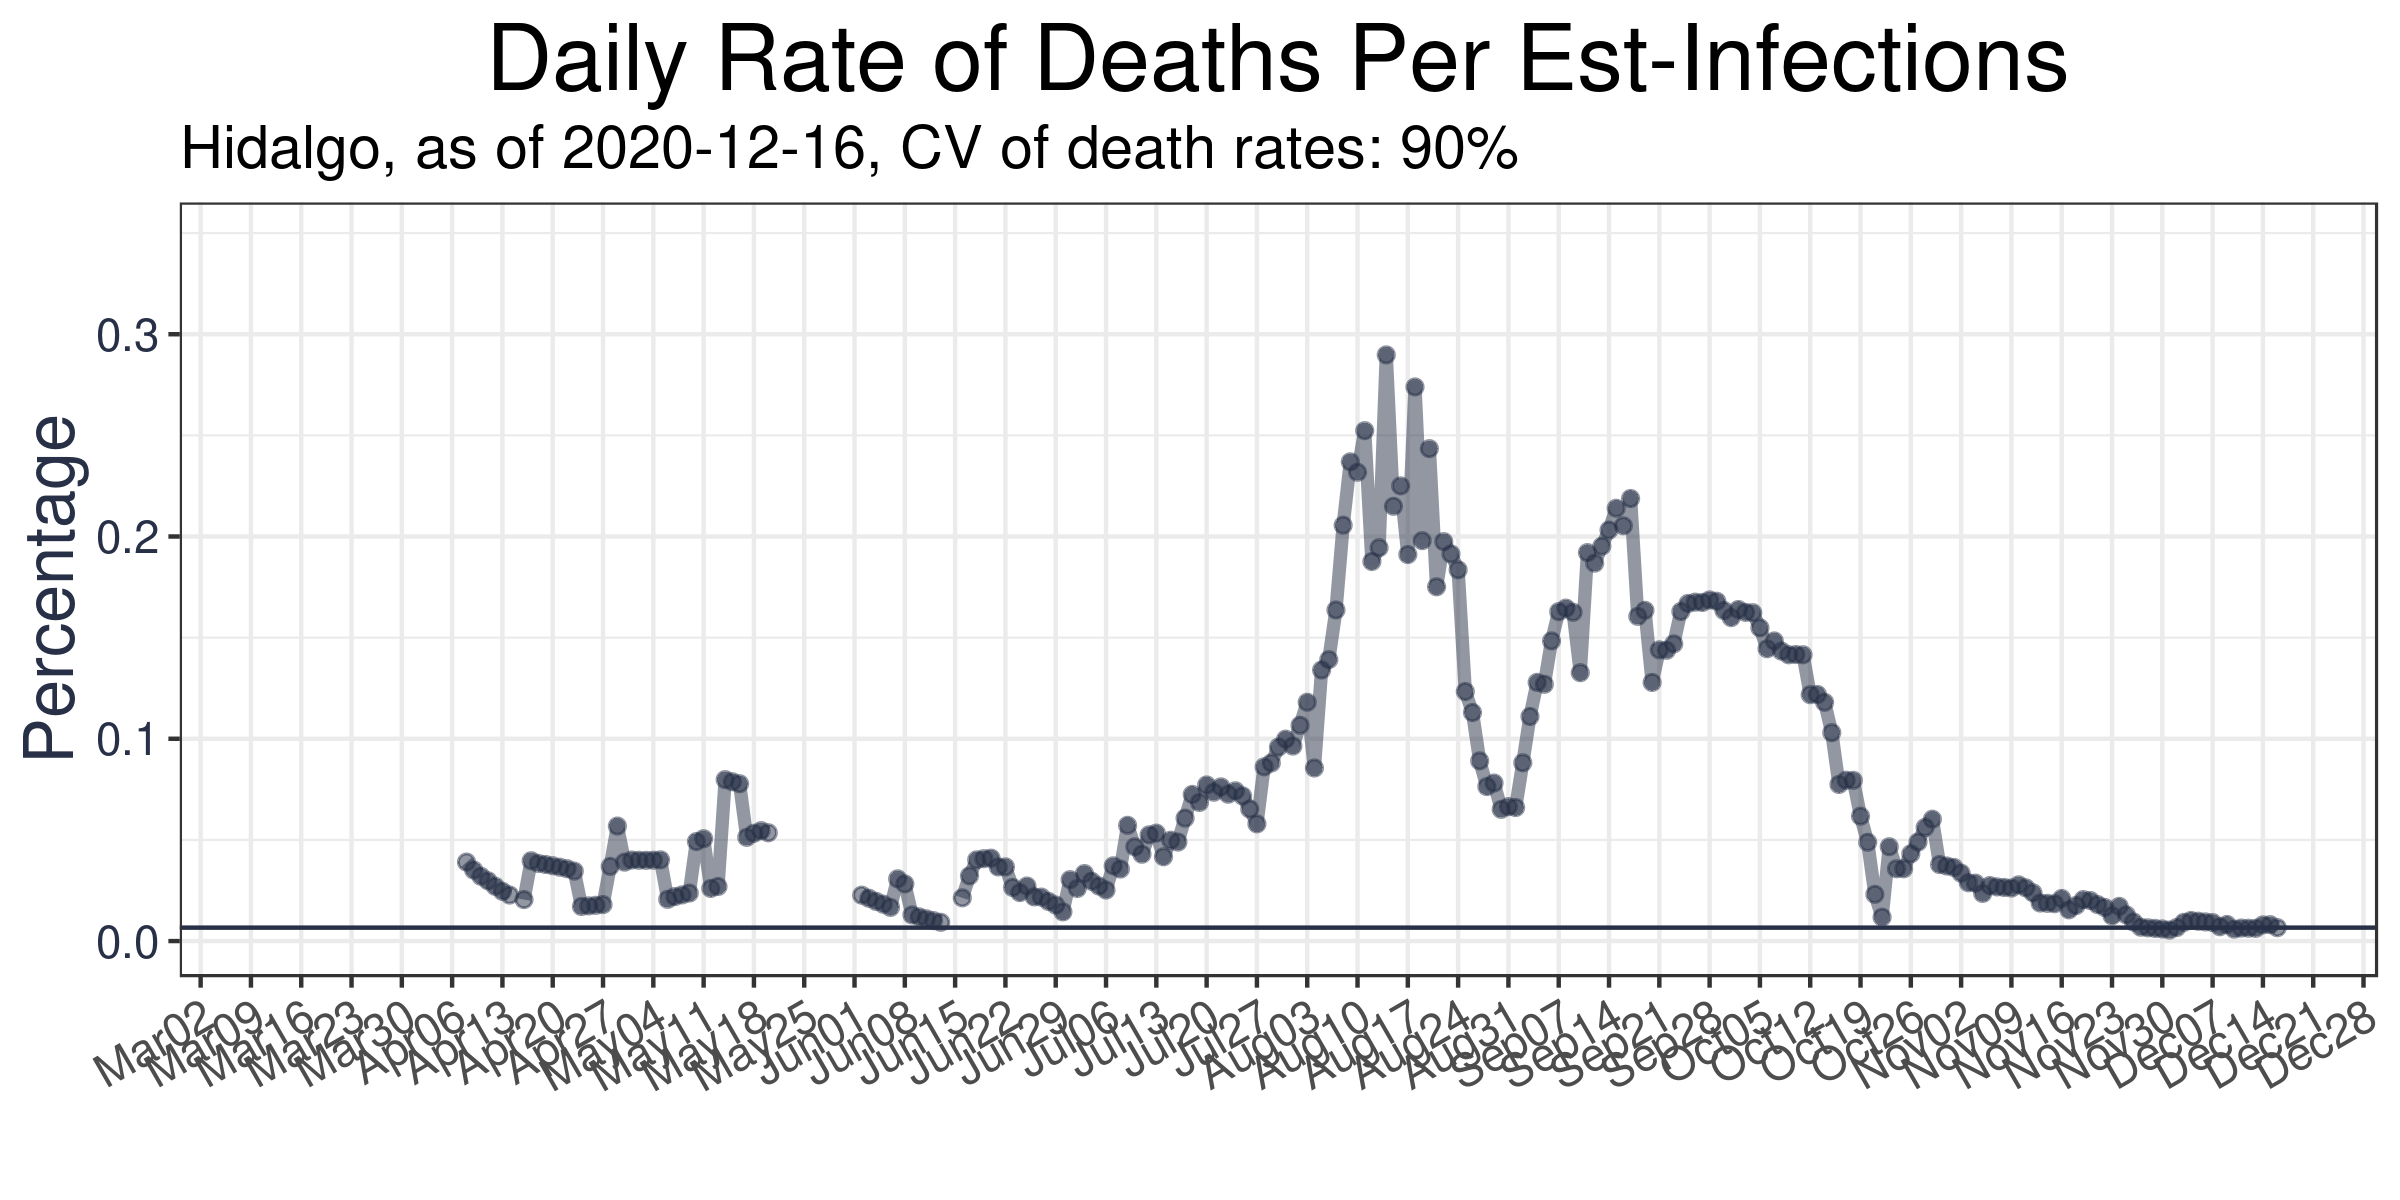 Daily Rate of Deaths Per Est-Infections
Hidalgo, as of 2020-12-16, CV of death rates: 90%
Percentage
0.3
0.2
0.1
0.0
Mar02
Mar09
Mar16
Mar23
Mar30
Apr06
Apr13
Apr20
Apr27
May04
May11
May18
May25
Jun01
Jun08
Jun15
Jun22
Jun29
Jul06
Jul13
Jul20
Jul27
Aug03
Aug10
Aug17
Aug24
Aug31
Sep07
Sep14
Sep21
Sep28
Oct05
Oct12
Oct19
Oct26
Nov02
Nov09
Nov16
Nov23
Nov30
Dec07
Dec14
Dec21
Dec28